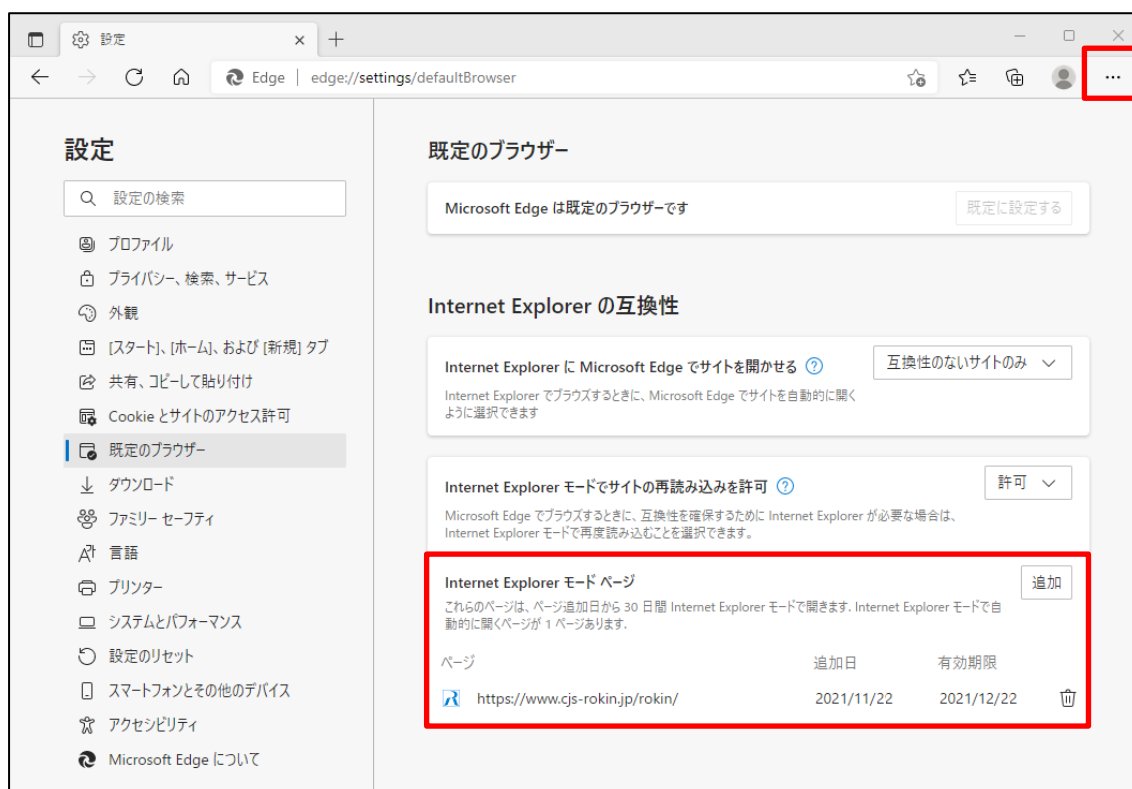 設定
Edge | edge://settings/defaultBrowser
設定
設定の検索
プロファイル
プライバシー、検索、サービス
外観
[スタート]、[ホーム]、および [新規] タブ
共有、コピーして貼り付け
Cookie とサイトのアクセス許可
既定のブラウザー
ダウンロード
ファミリー セーフティ
言語
プリンター
システムとパフォーマンス
設定のリセット
スマートフォンとその他のデバイス
アクセシビリティ
Microsoft Edge について
既定のブラウザー
Microsoft Edge は既定のブラウザーです
既定に設定する
Internet Explorer の互換性
Internet Explorer に Microsoft Edge でサイトを開かせる
互換性のないサイトのみ
Internet Explorer でブラウズするときに、Microsoft Edge でサイトを自動的に開く
ように選択できます
Internet Explorer モードでサイトの再読み込みを許可
許可
Microsoft Edge でブラウズするときに、互換性を確保するために Internet Explorer が必要な場合は、
Internet Explorer モードで再度読み込むことを選択できます。
Internet Explorer モード ページ
追加
これらのページは、ページ追加日から 30 日間 Internet Explorer モードで開きます. Internet Explorer モードで自
動的に開くページが 1 ページあります.
ページ 追加日 有効期限
https://www.cjs-rokin.jp/rokin/ 2021/11/22 2021/12/22